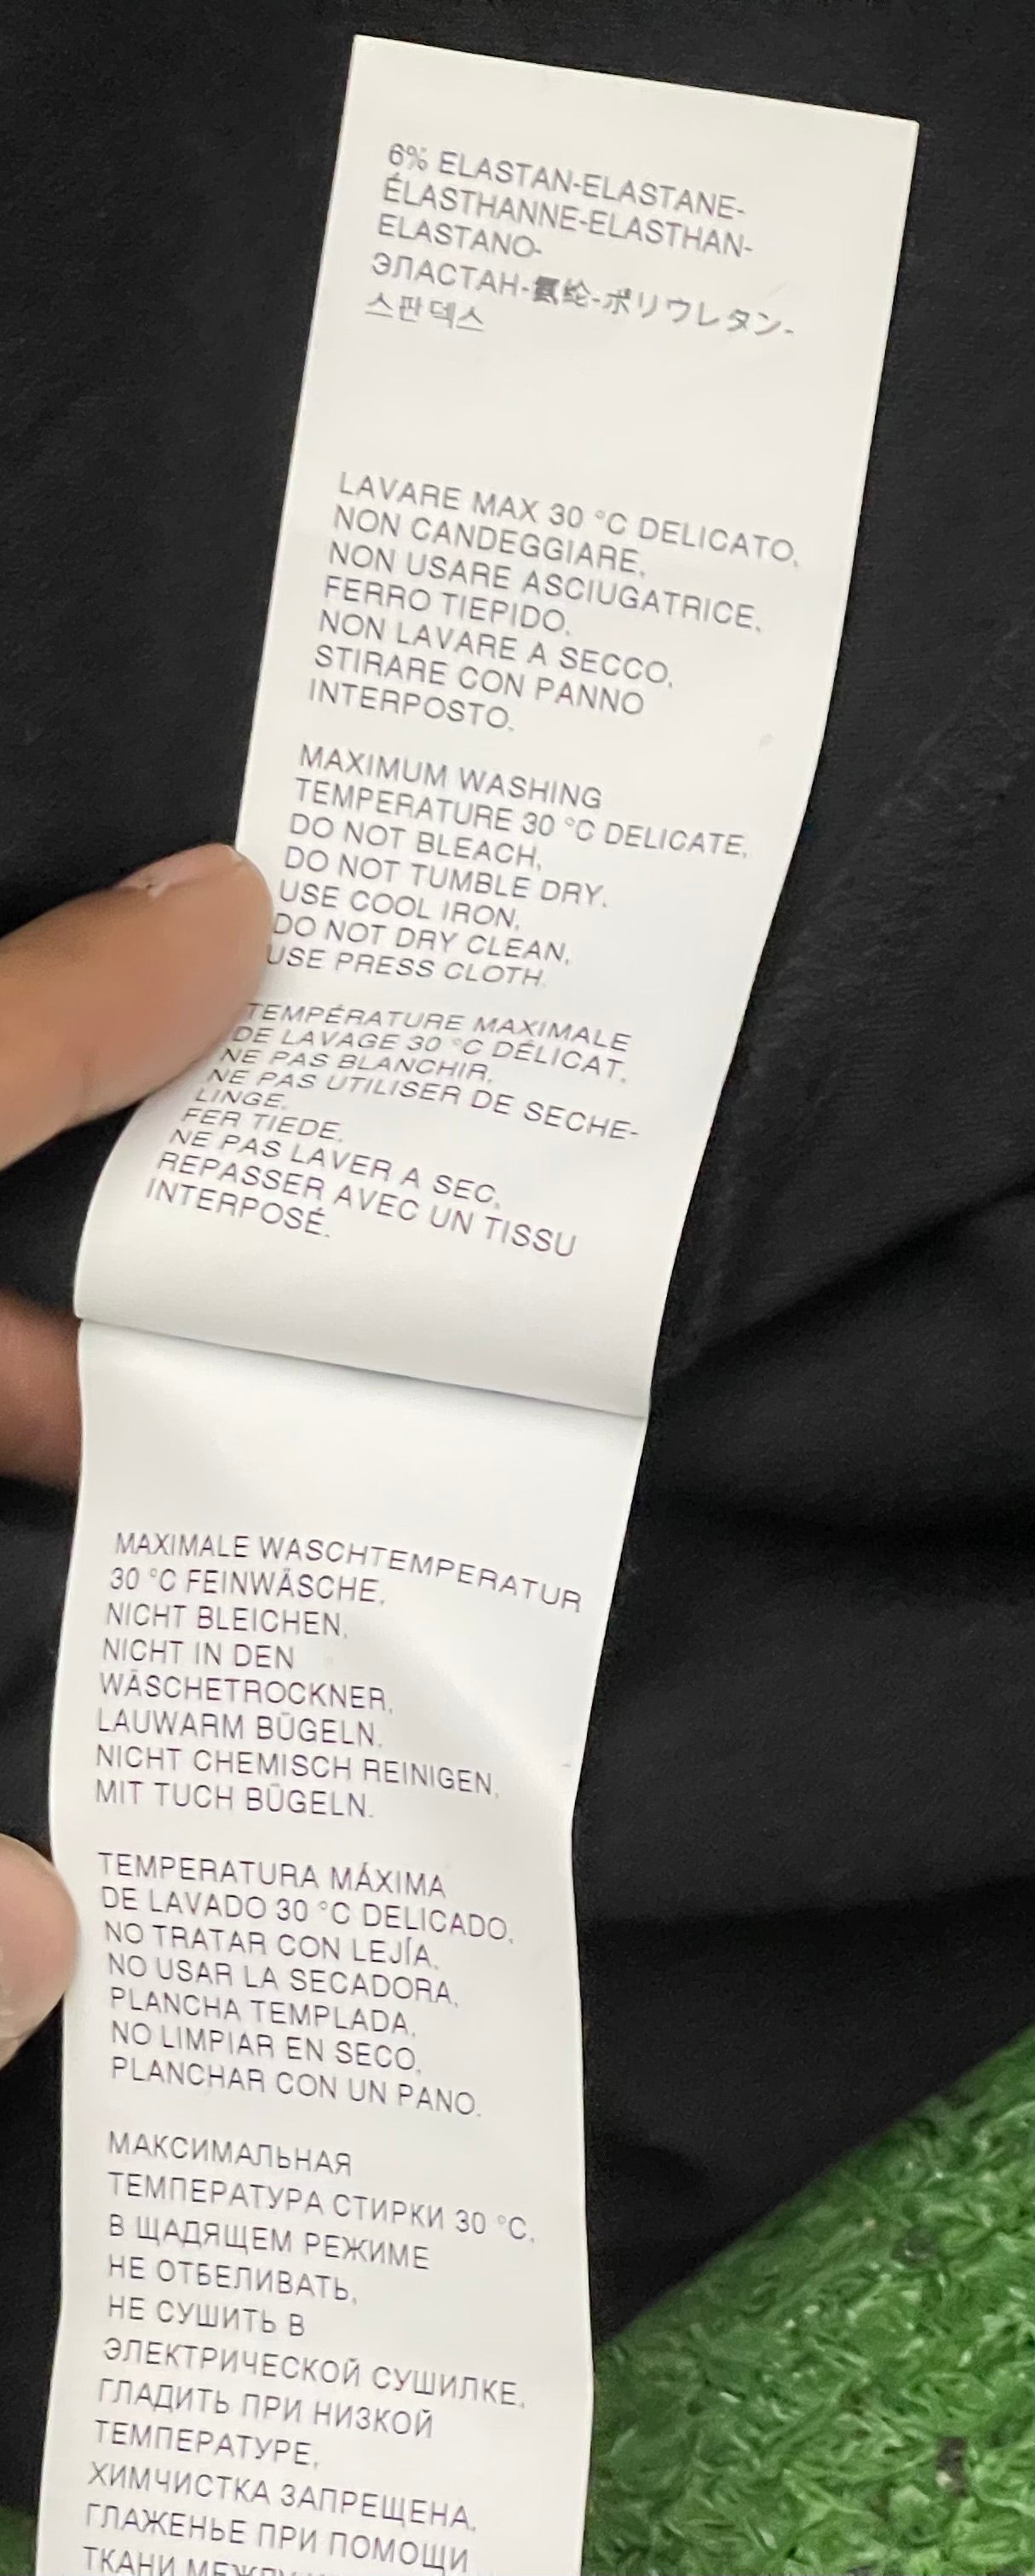 6% ELASTAN-ELASTANE-
ÉLASTHANNE-ELASTHAN-
ELASTANO-
ЭЛАСТАН-氨纶-ポリウレタン-
스판덱스
LAVARE MAX 30 °C DELICATO,
NON CANDEGGIARE,
NON USARE ASCIUGATRICE,
FERRO TIEPIDO,
NON LAVARE A SECCO,
STIRARE CON PANNO
INTERPOSTO.
MAXIMUM WASHING
TEMPERATURE 30 °C DELICATE,
DO NOT BLEACH,
DO NOT TUMBLE DRY.
USE COOL IRON,
DO NOT DRY CLEAN,
USE PRESS CLOTH.
TEMPÉRATURE MAXIMALE
DE LAVAGE 30 °C DÉLICAT,
NE PAS BLANCHIR,
NE PAS UTILISER DE SECHE-
LINGE,
FER TIEDE,
NE PAS LAVER A SEC,
REPASSER AVEC UN TISSU
INTERPOSÉ.
MAXIMALE WASCHTEMPERATUR
30 °C FEINWÄSCHE,
NICHT BLEICHEN,
NICHT IN DEN
WÄSCHETROCKNER,
LAUWARM BÜGELN.
NICHT CHEMISCH REINIGEN,
MIT TUCH BÜGELN.
TEMPERATURA MÁXIMA
DE LAVADO 30 °C DELICADO,
NO TRATAR CON LEJÍA,
NO USAR LA SECADORA,
PLANCHA TEMPLADA,
NO LIMPIAR EN SECO,
PLANCHAR CON UN PANO.
МАКСИМАЛЬНАЯ
ТЕМПЕРАТУРА СТИРКИ 30 °C,
В ЩАДЯЩЕМ РЕЖИМЕ
НЕ ОТБЕЛИВАТЬ,
НЕ СУШИТЬ В
ЭЛЕКТРИЧЕСКОЙ СУШИЛКЕ,
ГЛАДИТЬ ПРИ НИЗКОЙ
ТЕМПЕРАТУРЕ,
ХИМЧИСТКА ЗАПРЕЩЕНА,
ГЛАЖЕНЬЕ ПРИ ПОМОЩИ
ТКАНИ